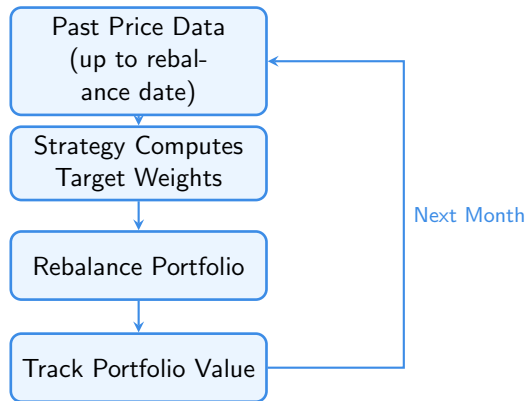 Past Price Data
(up to rebal-
ance date)
Strategy Computes
Target Weights
Next Month
Rebalance Portfolio
Track Portfolio Value